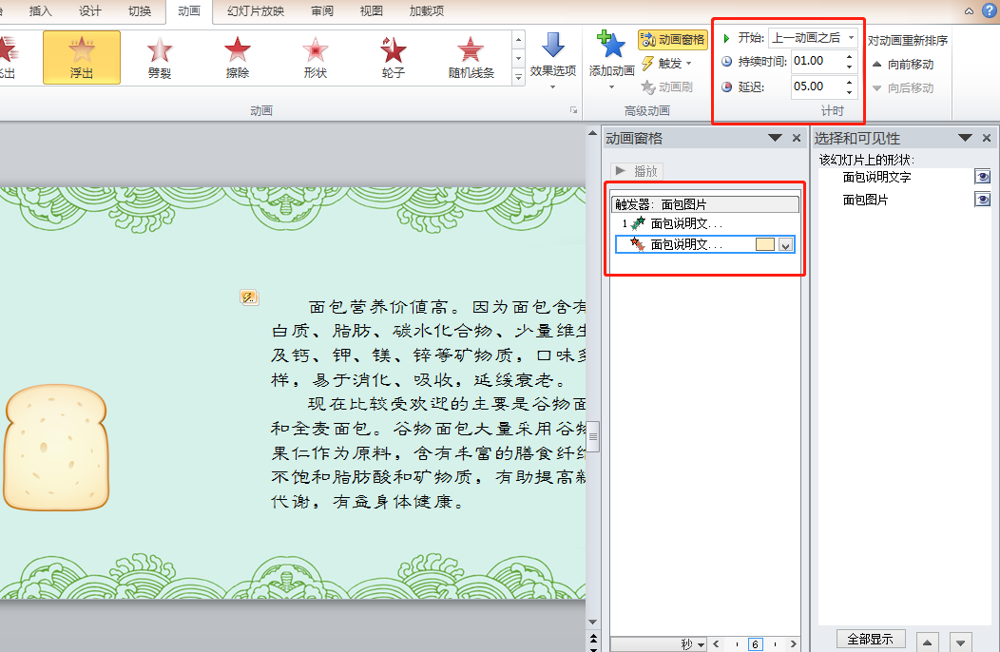 插入 设计 切换 动画 幻灯片放映 审阅 视图 加载项
浮出 劈裂 擦除 形状 轮子 随机线条 效果选项
添加动画 动画窗格
触发
动画刷
开始: 上一动画之后
持续时间: 01.00
延迟: 05.00
对动画重新排序
向前移动
向后移动
动画 高级动画 计时
动画窗格
播放
触发器: 面包图片
1 面包说明文...
面包说明文...
选择和可见性
该幻灯片上的形状:
面包说明文字
面包图片
面包营养价值高。因为面包含有
白质、脂肪、碳水化合物、少量维生
及钙、钾、镁、锌等矿物质，口味多
样，易于消化、吸收，延缓衰老。
现在比较受欢迎的主要是谷物面
和全麦面包。谷物面包大量采用谷物
果仁作为原料，含有丰富的膳食纤维
不饱和脂肪酸和矿物质，有助提高新
代谢，有益身体健康。
秒 6
全部显示